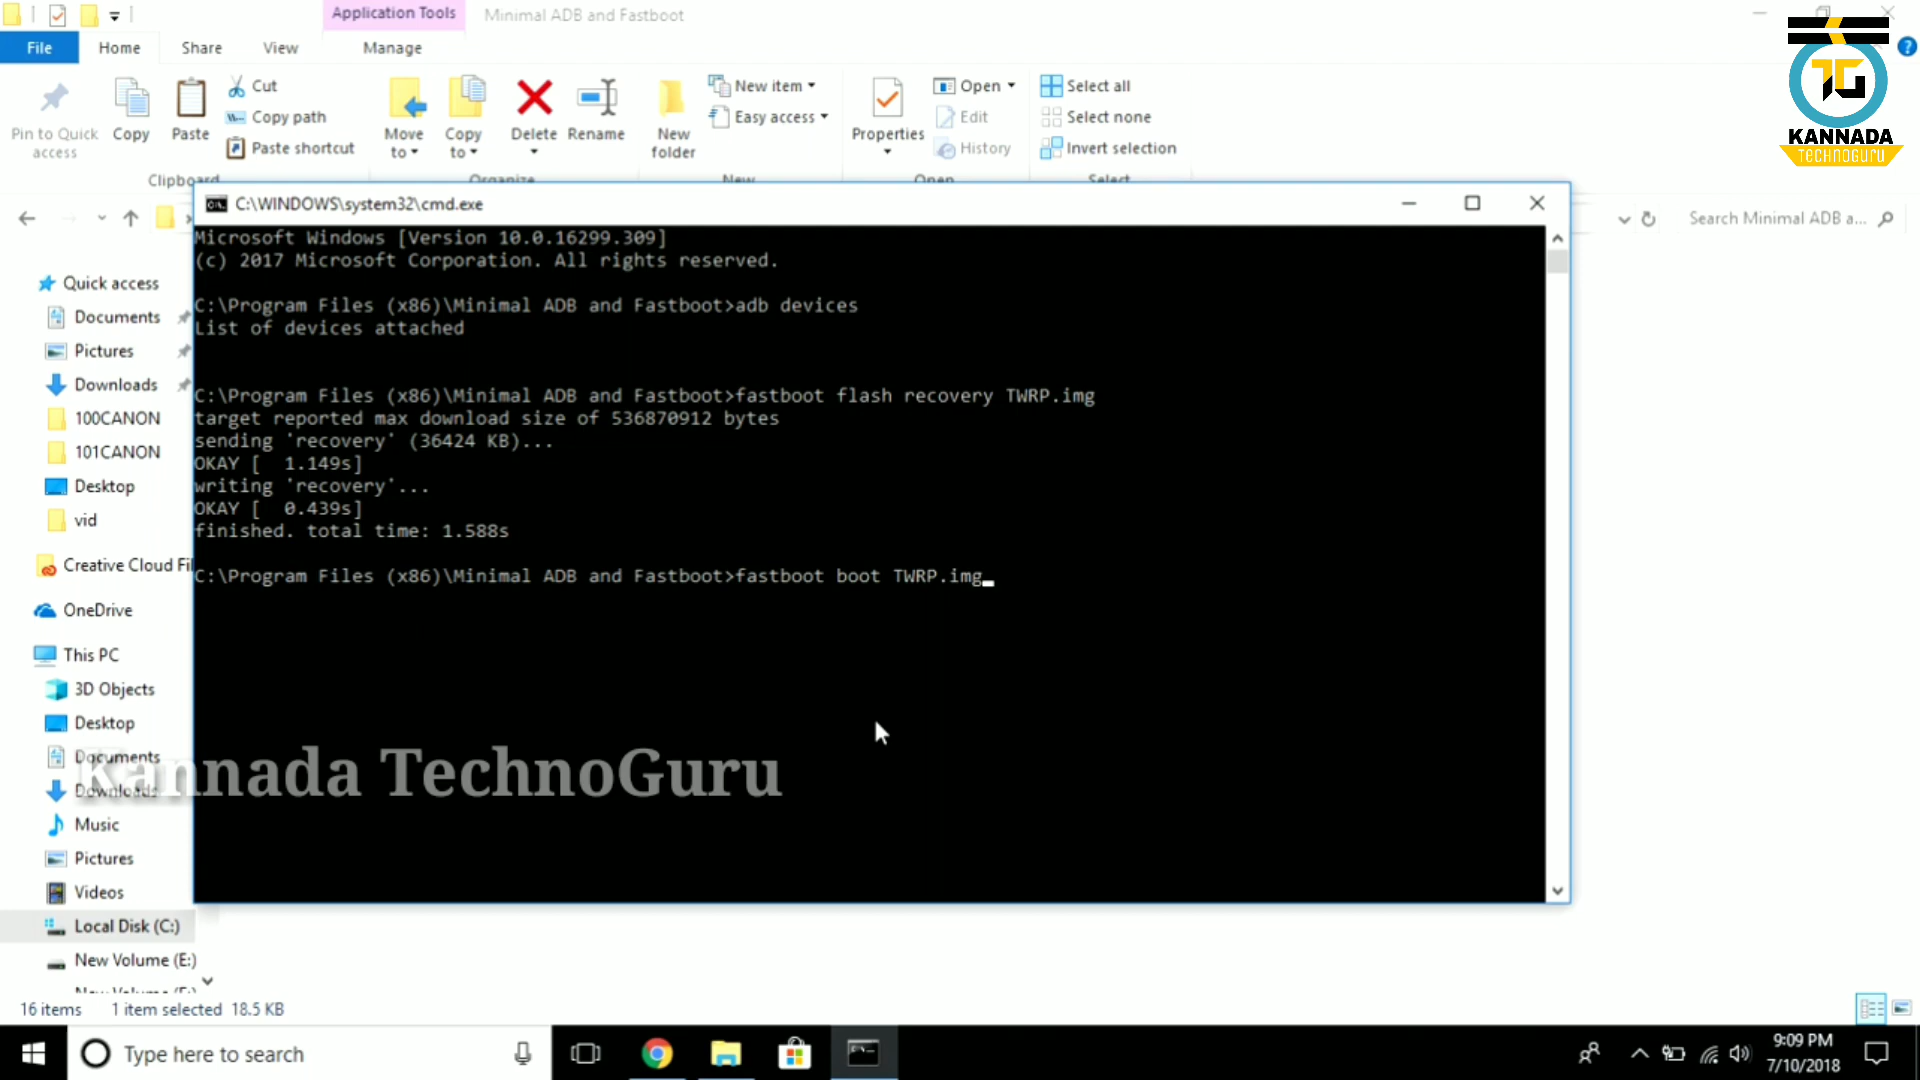 Application Tools
Minimal ADB and Fastboot
File
Home
Share
View
Manage
Pin to Quick access
Copy
Paste
Cut
Copy path
Paste shortcut
Move to
Copy to
Delete
Rename
New folder
New item
Easy access
Properties
Open
Edit
History
Select all
Select none
Invert selection
Clipboard
Organize
New
Open
Select
KANNADA
TECHNOGURU
Search Minimal ADB a...
C:\WINDOWS\system32\cmd.exe
Microsoft Windows [Version 10.0.16299.309]
(c) 2017 Microsoft Corporation. All rights reserved.
C:\Program Files (x86)\Minimal ADB and Fastboot>adb devices
List of devices attached
C:\Program Files (x86)\Minimal ADB and Fastboot>fastboot flash recovery TWRP.img
target reported max download size of 536870912 bytes
sending 'recovery' (36424 KB)...
OKAY [  1.149s]
writing 'recovery'...
OKAY [  0.439s]
finished. total time: 1.588s
C:\Program Files (x86)\Minimal ADB and Fastboot>fastboot boot TWRP.img
Quick access
Documents
Pictures
Downloads
100CANON
101CANON
Desktop
vid
Creative Cloud Fil
OneDrive
This PC
3D Objects
Desktop
Documents
Downloads
Music
Pictures
Videos
Local Disk (C:)
New Volume (E:)
Kannada TechnoGuru
16 items
1 item selected 18.5 KB
Type here to search
9:09 PM
7/10/2018